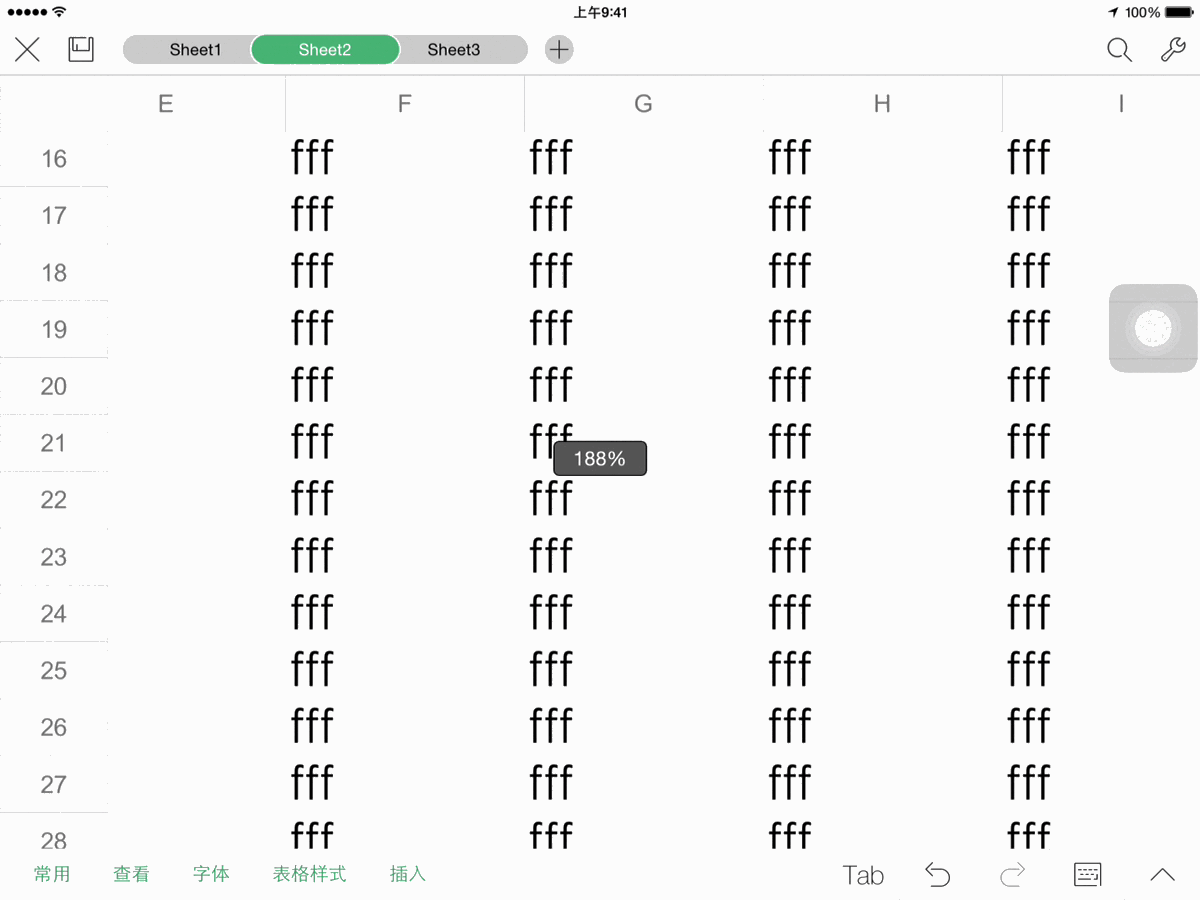 上午9:41 100%
Sheet1 Sheet2 Sheet3
E F G H I
16 fff fff fff fff
17 fff fff fff fff
18 fff fff fff fff
19 fff fff fff fff
20 fff fff fff fff
21 fff fff fff fff
188%
22 fff fff fff fff
23 fff fff fff fff
24 fff fff fff fff
25 fff fff fff fff
26 fff fff fff fff
27 fff fff fff fff
28 fff fff fff fff
常用 查看 字体 表格样式 插入 Tab